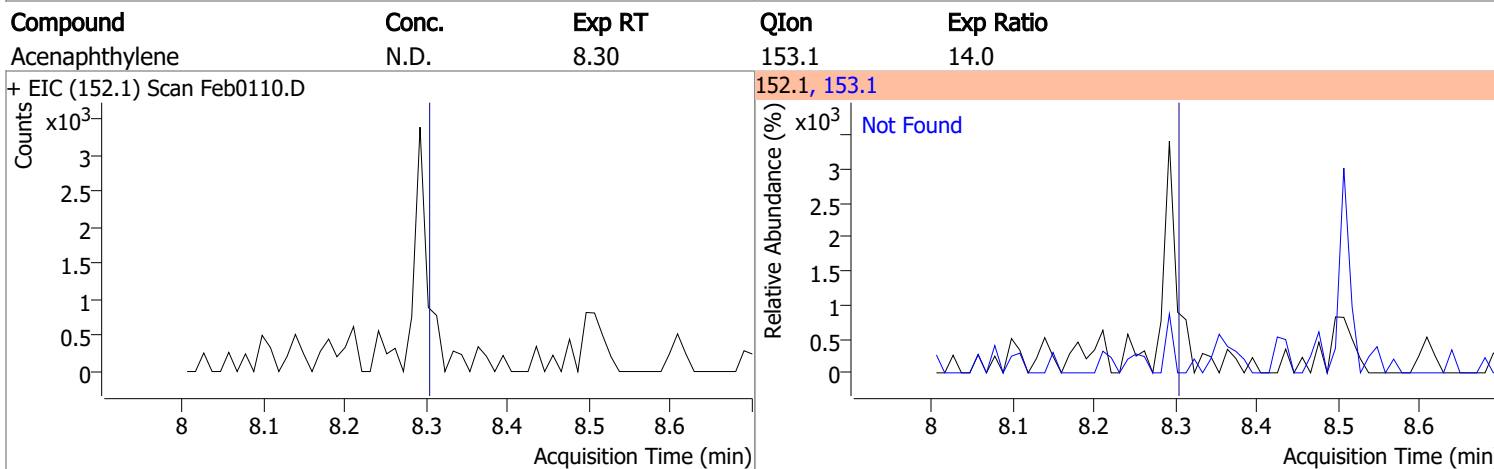 Compound Conc. Exp RT QIon Exp Ratio
Acenaphthylene N.D. 8.30 153.1 14.0
+ EIC (152.1) Scan Feb0110.D
Counts
x10³
3
2.5
2
1.5
1
0.5
0
8 8.1 8.2 8.3 8.4 8.5 8.6
Acquisition Time (min)
152.1, 153.1
Relative Abundance (%)
x10³
Not Found
3
2.5
2
1.5
1
0.5
0
8 8.1 8.2 8.3 8.4 8.5 8.6
Acquisition Time (min